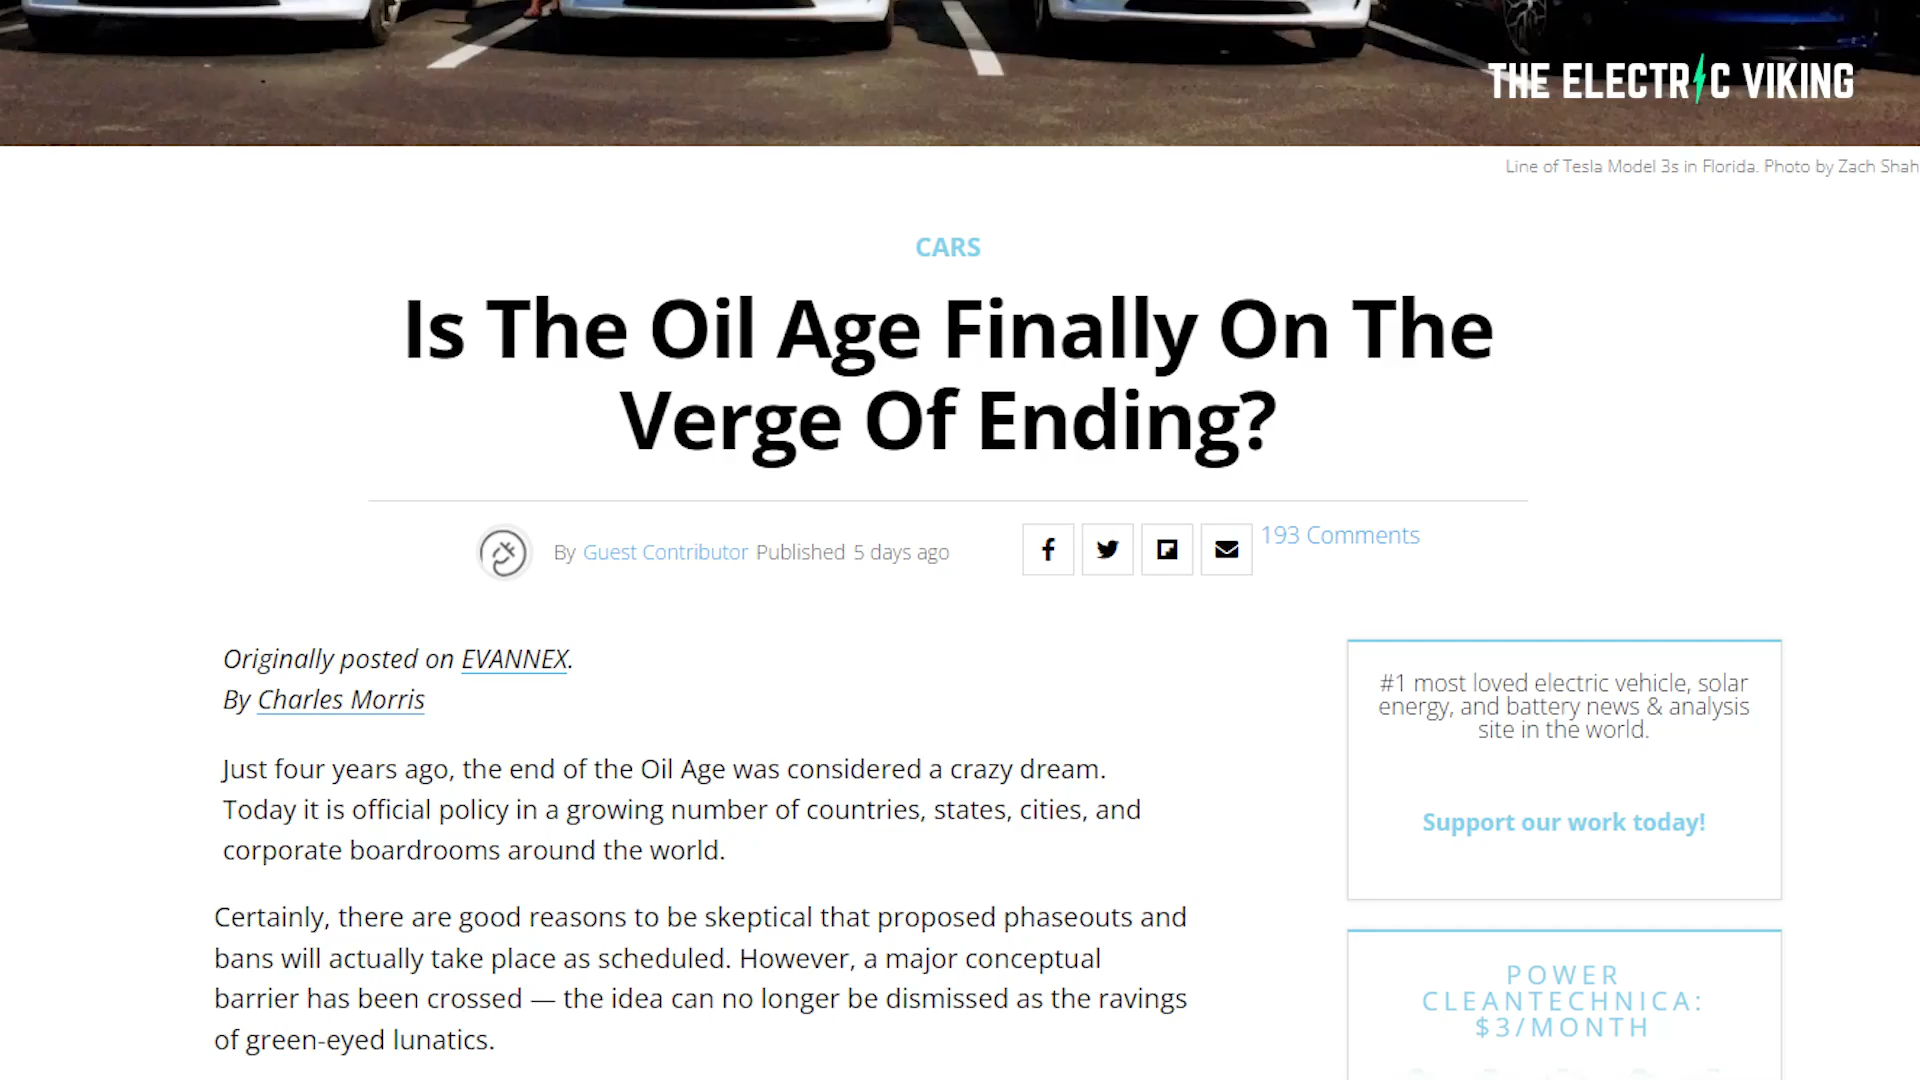 THE ELECTRIC VIKING
Line of Tesla Model 3s in Florida. Photo by Zach Shah
CARS
Is The Oil Age Finally On The
Verge Of Ending?
By Guest Contributor Published 5 days ago
193 Comments
Originally posted on EVANNEX.
By Charles Morris
Just four years ago, the end of the Oil Age was considered a crazy dream.
Today it is official policy in a growing number of countries, states, cities, and
corporate boardrooms around the world.
Certainly, there are good reasons to be skeptical that proposed phaseouts and
bans will actually take place as scheduled. However, a major conceptual
barrier has been crossed — the idea can no longer be dismissed as the ravings
of green-eyed lunatics.
#1 most loved electric vehicle, solar
energy, and battery news & analysis
site in the world.
Support our work today!
POWER
CLEANTECHNICA:
$3/MONTH